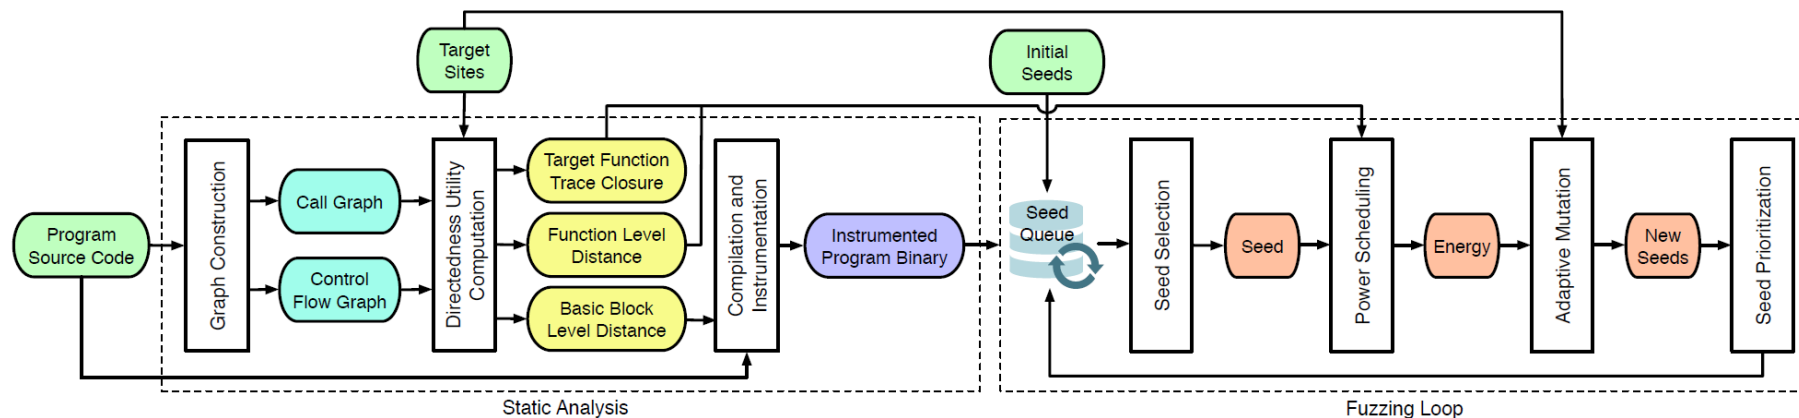 Target
Sites
Initial
Seeds
Program
Source Code
Graph Construction
Call Graph
Control
Flow Graph
Directedness Utility
Computation
Target Function
Trace Closure
Function Level
Distance
Basic Block
Level Distance
Compilation and
Instrumentation
Instrumented
Program Binary
Seed
Queue
Seed Selection
Seed
Power Scheduling
Energy
Adaptive Mutation
New
Seeds
Seed Prioritization
Static Analysis
Fuzzing Loop